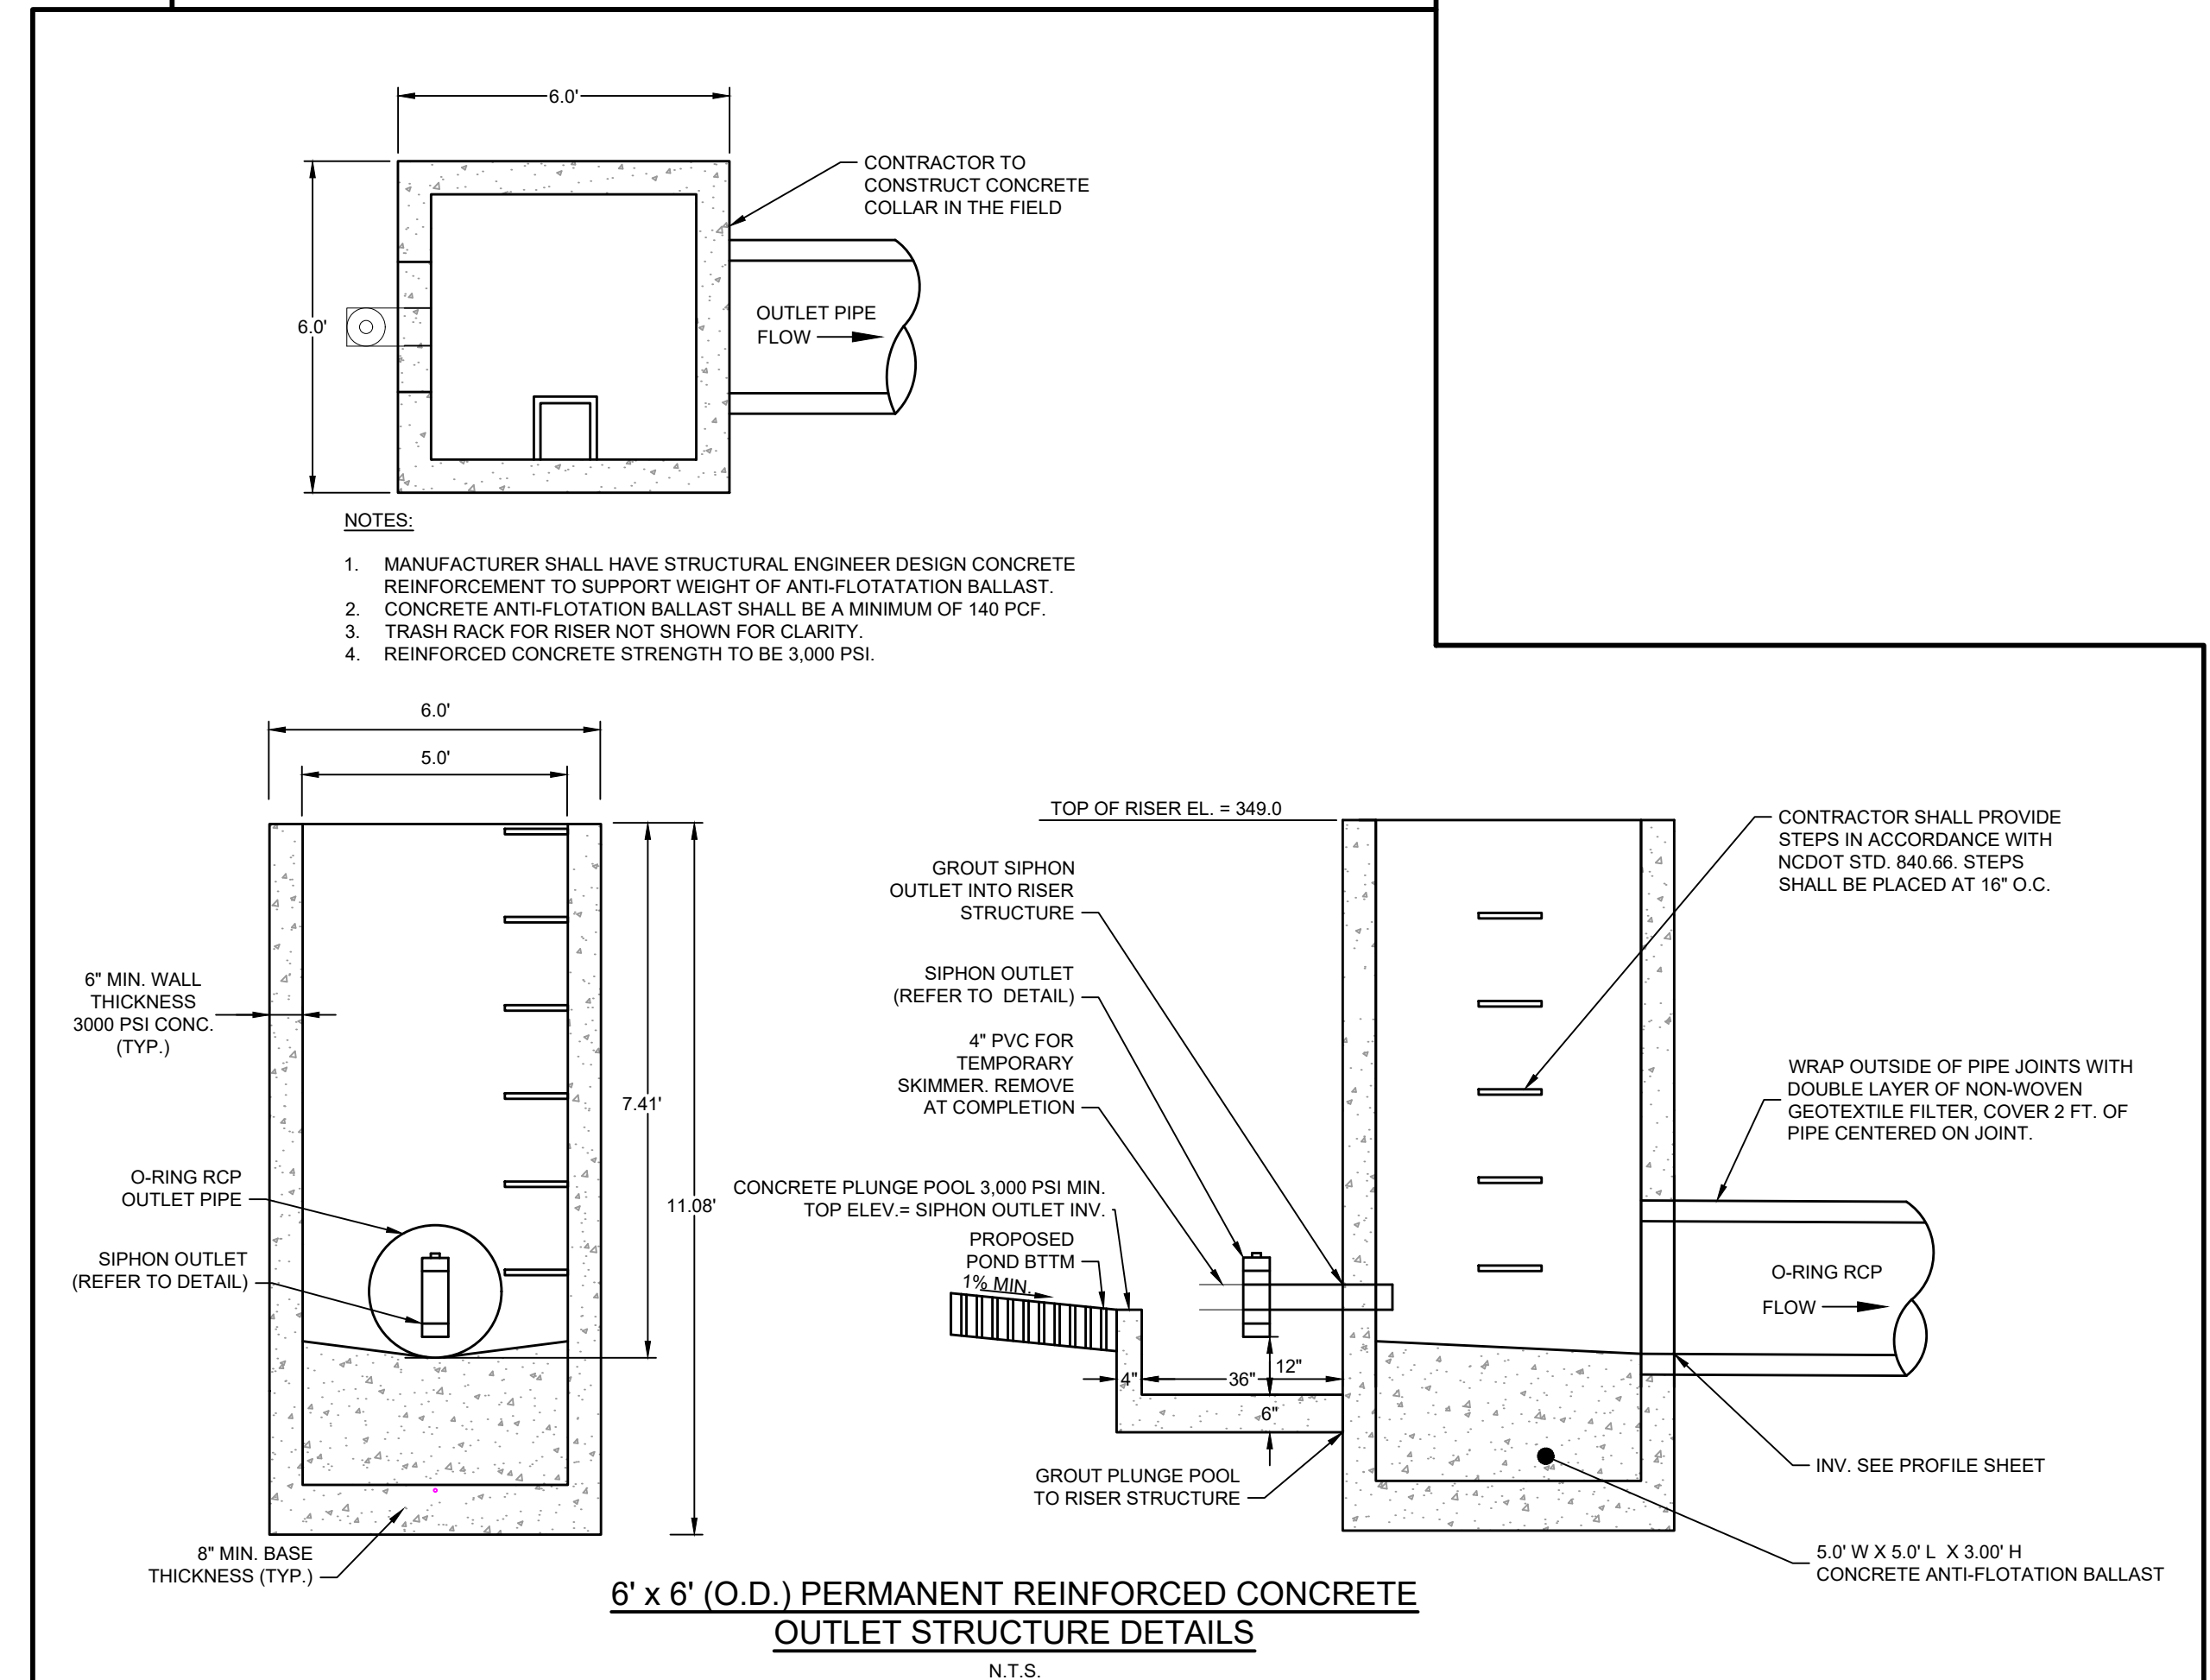 6.0'
CONTRACTOR TO
CONSTRUCT CONCRETE
COLLAR IN THE FIELD
6.0'
OUTLET PIPE
FLOW
NOTES:
1. MANUFACTURER SHALL HAVE STRUCTURAL ENGINEER DESIGN CONCRETE
REINFORCEMENT TO SUPPORT WEIGHT OF ANTI-FLOTATATION BALLAST.
2. CONCRETE ANTI-FLOTATION BALLAST SHALL BE A MINIMUM OF 140 PCF.
3. TRASH RACK FOR RISER NOT SHOWN FOR CLARITY.
4. REINFORCED CONCRETE STRENGTH TO BE 3,000 PSI.
6.0'
5.0'
6" MIN. WALL
THICKNESS
3000 PSI CONC.
(TYP.)
7.41'
11.08'
O-RING RCP
OUTLET PIPE
SIPHON OUTLET
(REFER TO DETAIL)
8" MIN. BASE
THICKNESS (TYP.)
TOP OF RISER EL. = 349.0
GROUT SIPHON
OUTLET INTO RISER
STRUCTURE
SIPHON OUTLET
(REFER TO DETAIL)
4" PVC FOR
TEMPORARY
SKIMMER. REMOVE
AT COMPLETION
CONCRETE PLUNGE POOL 3,000 PSI MIN.
TOP ELEV.= SIPHON OUTLET INV.
PROPOSED
POND BTTM
1% MIN.
12"
4"
36"
6"
GROUT PLUNGE POOL
TO RISER STRUCTURE
CONTRACTOR SHALL PROVIDE
STEPS IN ACCORDANCE WITH
NCDOT STD. 840.66. STEPS
SHALL BE PLACED AT 16" O.C.
WRAP OUTSIDE OF PIPE JOINTS WITH
DOUBLE LAYER OF NON-WOVEN
GEOTEXTILE FILTER, COVER 2 FT. OF
PIPE CENTERED ON JOINT.
O-RING RCP
FLOW
INV. SEE PROFILE SHEET
5.0' W X 5.0' L X 3.00' H
CONCRETE ANTI-FLOTATION BALLAST
6' x 6' (O.D.) PERMANENT REINFORCED CONCRETE
OUTLET STRUCTURE DETAILS
N.T.S.